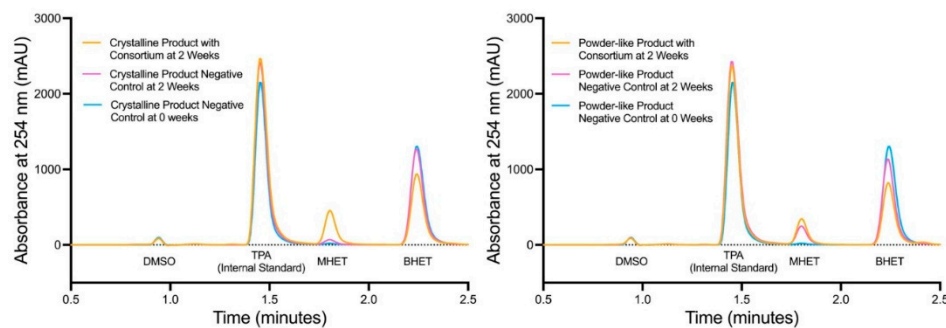 Absorbance at 254 nm (mAU)
3000
2000
1000
0
Crystalline Product with
Consortium at 2 Weeks
Crystalline Product Negative
Control at 2 Weeks
Crystalline Product Negative
Control at 0 weeks
DMSO
TPA
(Internal Standard)
MHET
BHET
0.5 1.0 1.5 2.0 2.5
Time (minutes)
Absorbance at 254 nm (mAU)
3000
2000
1000
0
Powder-like Product with
Consortium at 2 Weeks
Powder-like Product
Negative Control at 2 Weeks
Powder-like Product
Negative Control at 0 Weeks
DMSO
TPA
(Internal Standard)
MHET
BHET
0.5 1.0 1.5 2.0 2.5
Time (minutes)